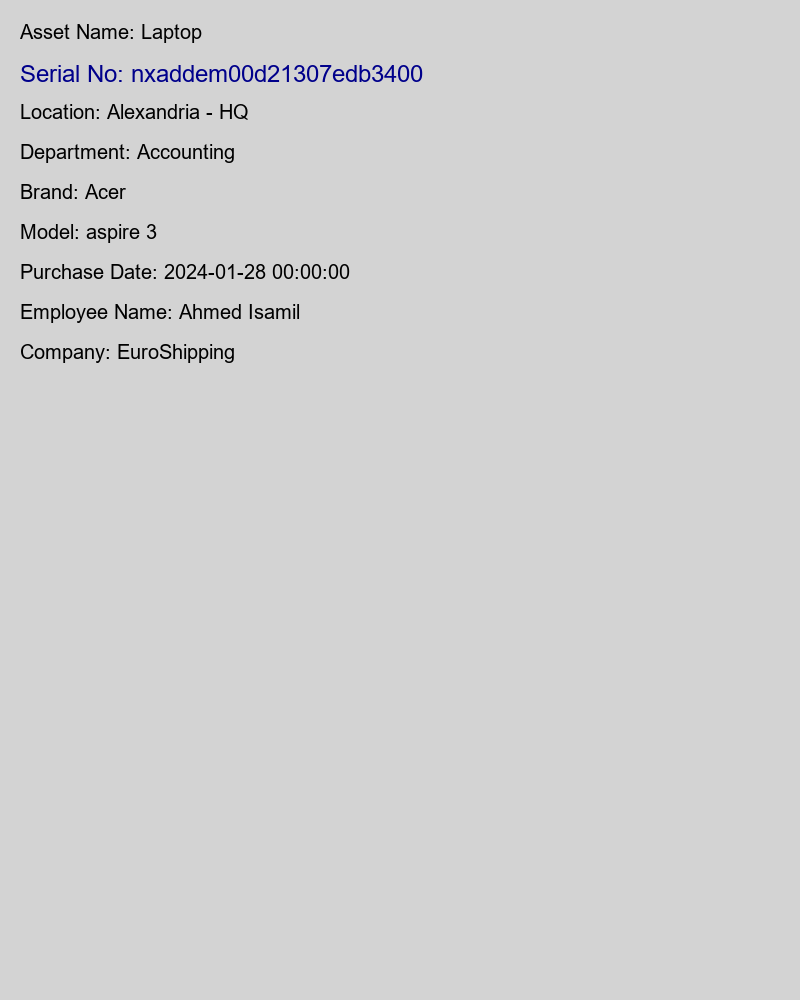 Asset Name: Laptop
Serial No: nxaddem00d21307edb3400
Location: Alexandria - HQ
Department: Accounting
Brand: Acer
Model: aspire 3
Purchase Date: 2024-01-28 00:00:00
Employee Name: Ahmed Isamil
Company: EuroShipping